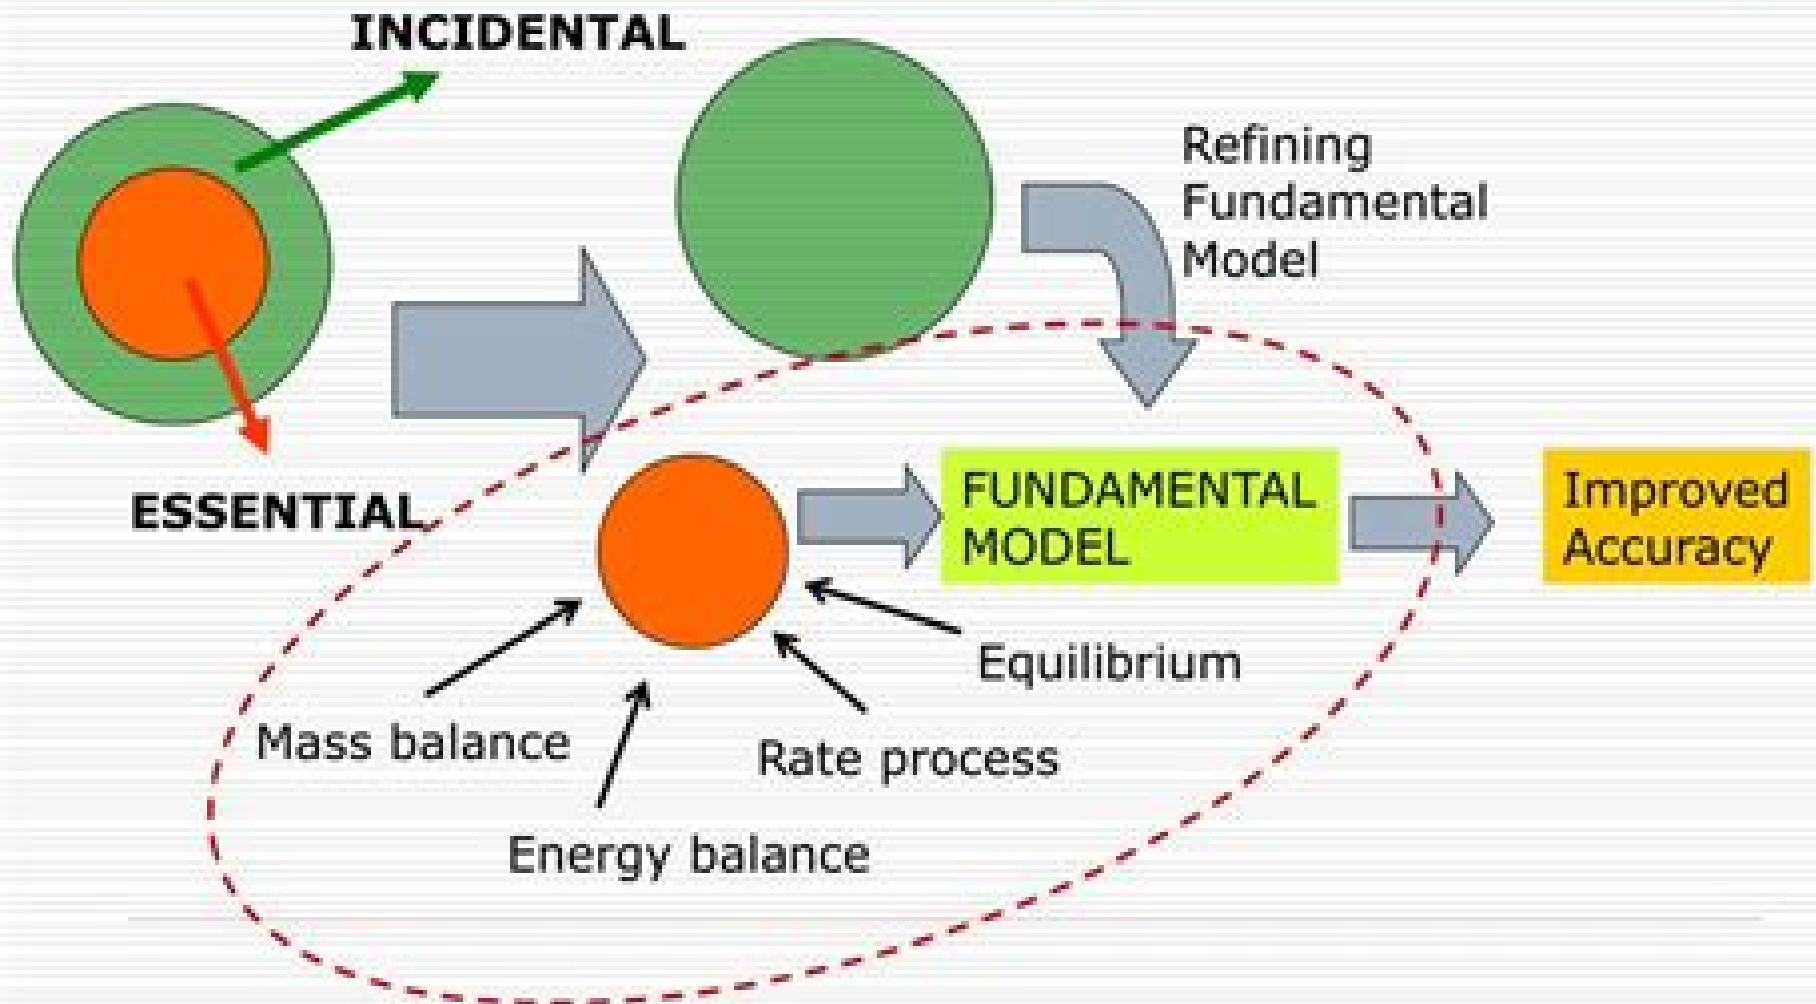 INCIDENTAL
Refining
Fundamental
Model
ESSENTIAL
FUNDAMENTAL
MODEL
Improved
Accuracy
Equilibrium
Mass balance
Rate process
Energy balance